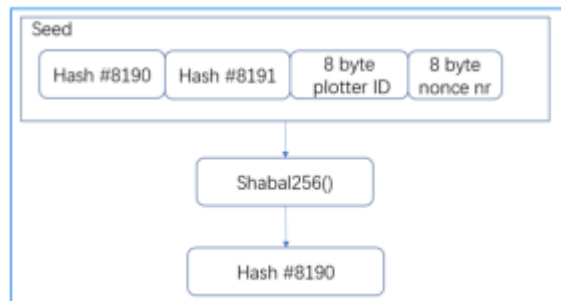 Seed
Hash #8190
Hash #8191
8 byte
plotter ID
8 byte
nonce nr
Shabal256()
Hash #8190